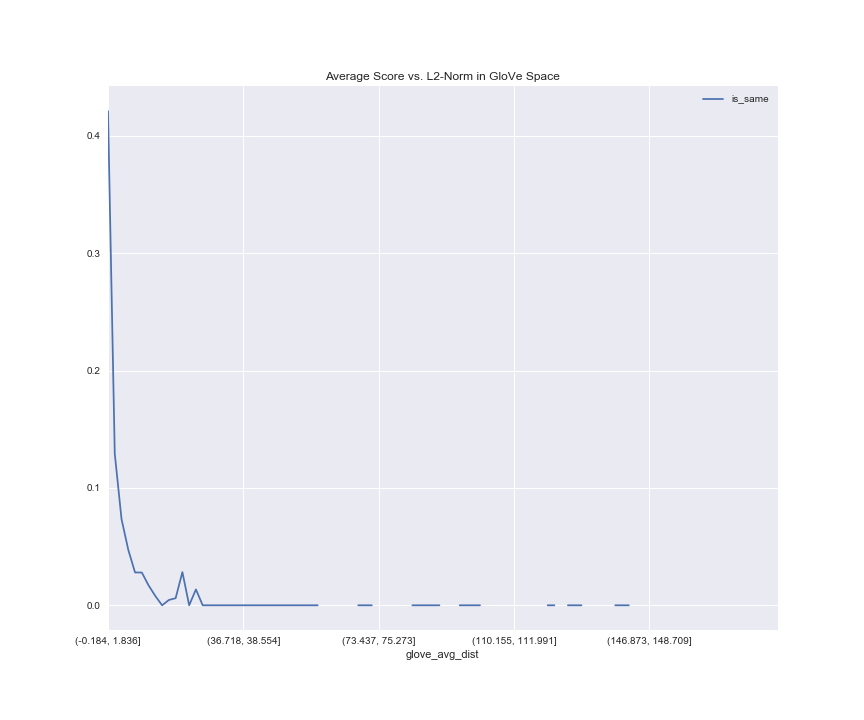 Average Score vs. L2-Norm in GloVe Space
is_same
0.4
0.3
0.2
0.1
0.0
(-0.184, 1.836] (36.718, 38.554] (73.437, 75.273] (110.155, 111.991] (146.873, 148.709]
glove_avg_dist